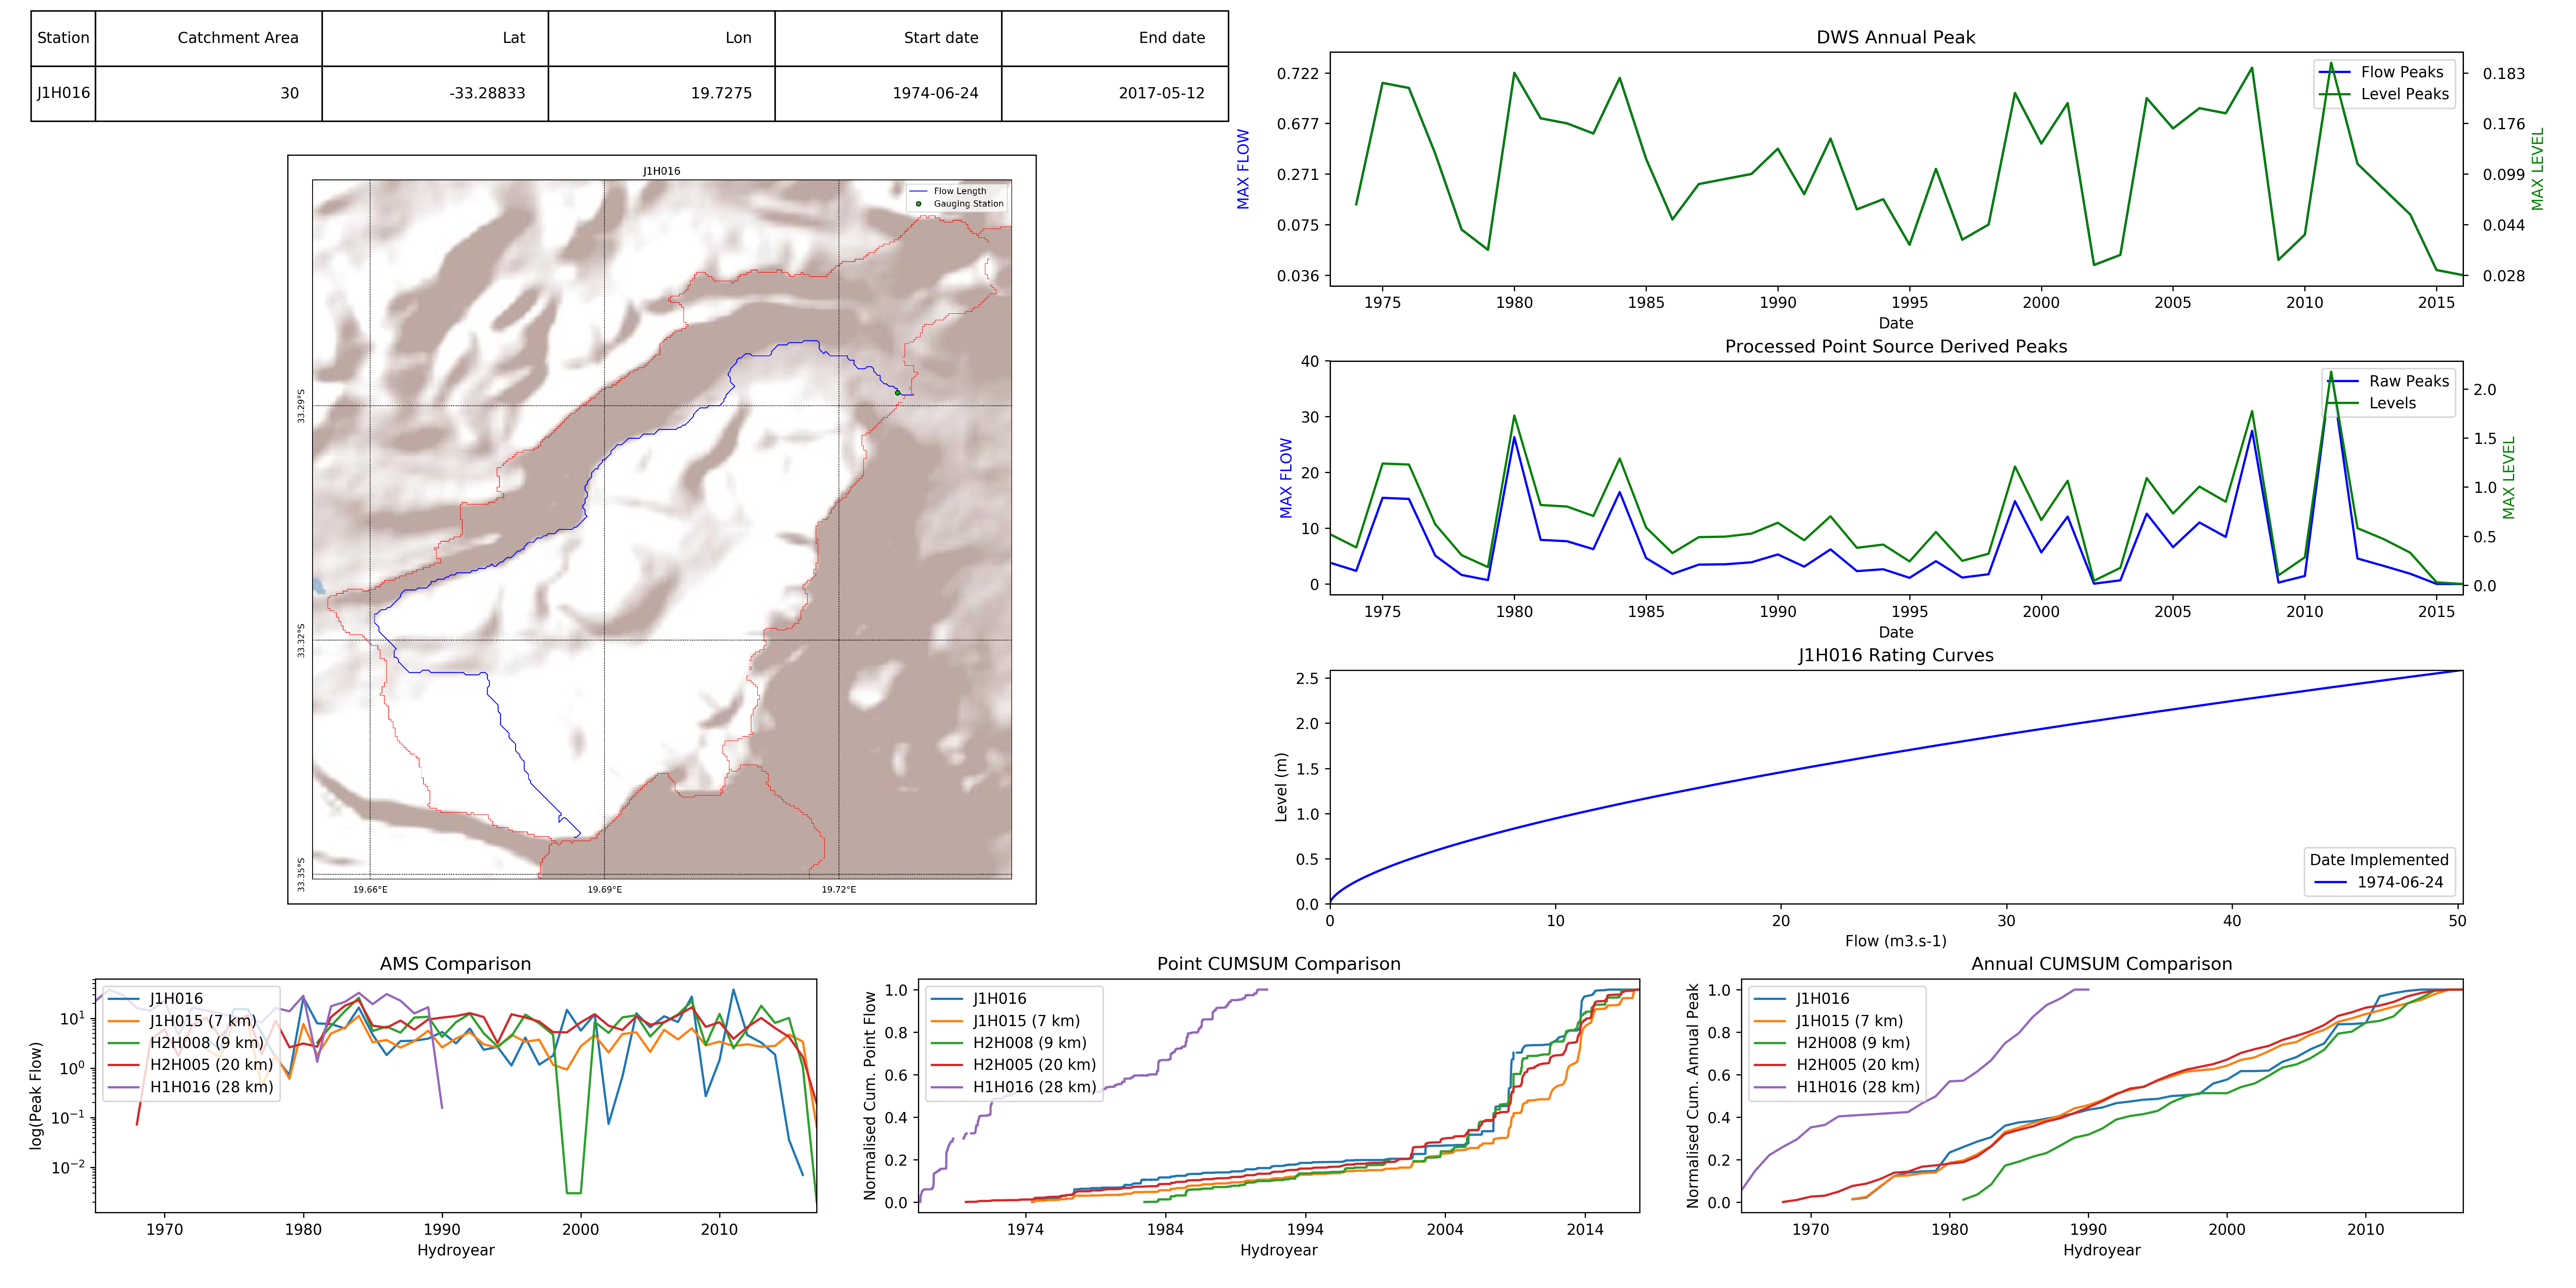 Station Catchment Area Lat Lon Start date End date
J1H016 30 -33.28833 19.7275 1974-06-24 2017-05-12
J1H016
Flow Length
Gauging Station
33.29°S
33.32°S
33.35°S
19.66°E 19.69°E 19.72°E
DWS Annual Peak
MAX FLOW
0.722
0.677
0.271
0.075
0.036
Flow Peaks
Level Peaks
0.183
0.176
0.099
0.044
0.028
MAX LEVEL
1975 1980 1985 1990 1995 2000 2005 2010 2015
Date
Processed Point Source Derived Peaks
MAX FLOW
40
30
20
10
0
Raw Peaks
Levels
2.0
1.5
1.0
0.5
0.0
MAX LEVEL
1975 1980 1985 1990 1995 2000 2005 2010 2015
Date
J1H016 Rating Curves
Level (m)
2.5
2.0
1.5
1.0
0.5
0.0
Date Implemented
1974-06-24
0 10 20 30 40 50
Flow (m3.s-1)
AMS Comparison
log(Peak Flow)
10¹
10⁰
10⁻¹
10⁻²
J1H016
J1H015 (7 km)
H2H008 (9 km)
H2H005 (20 km)
H1H016 (28 km)
1970 1980 1990 2000 2010
Hydroyear
Point CUMSUM Comparison
Normalised Cum. Point Flow
1.0
0.8
0.6
0.4
0.2
0.0
J1H016
J1H015 (7 km)
H2H008 (9 km)
H2H005 (20 km)
H1H016 (28 km)
1974 1984 1994 2004 2014
Hydroyear
Annual CUMSUM Comparison
Normalised Cum. Annual Peak
1.0
0.8
0.6
0.4
0.2
0.0
J1H016
J1H015 (7 km)
H2H008 (9 km)
H2H005 (20 km)
H1H016 (28 km)
1970 1980 1990 2000 2010
Hydroyear